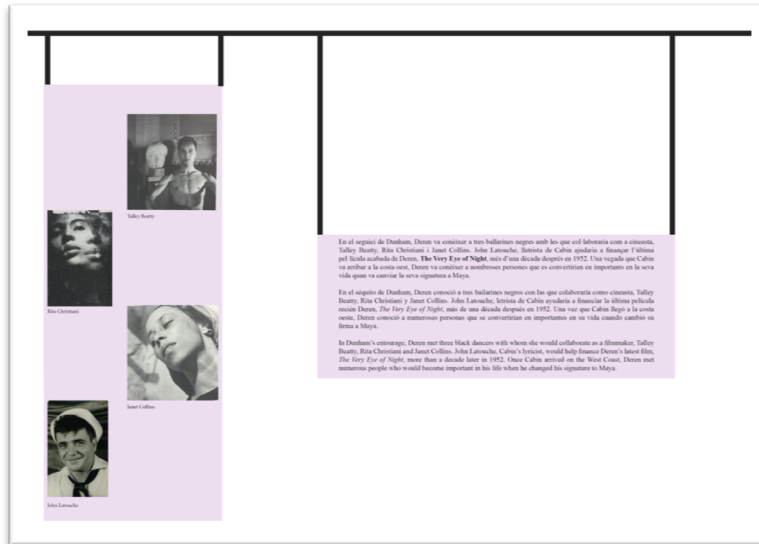 Talley Beatty
Rita Christiani
Janet Collins
John Latouche
En el seguici de Dunham, Deren va conèixer a tres ballarines negres amb les que col·laboraria com a cineasta,
Talley Beatty, Rita Christiani i Janet Collins. John Latouche, lletrista de Cabin ajudaria a finançar l'última
pel·lícula acabada de Deren, The Very Eye of Night, més d'una dècada després en 1952. Una vegada que Cabin
va arribar a la costa oest, Deren va conèixer a nombroses persones que es convertirien en importants en la seva
vida quan va canviar la seva signatura a Maya.
En el séquito de Dunham, Deren conoció a tres bailarines negros con las que colaboraría como cineasta, Talley
Beatty, Rita Christiani y Janet Collins. John Latouche, letrista de Cabin ayudaría a financiar la última película
recién Deren, The Very Eye of Night, más de una década después en 1952. Una vez que Cabin llegó a la costa
oeste, Deren conoció a numerosas personas que se convertirían en importantes en su vida cuando cambió su
firma a Maya.
In Dunham's entourage, Deren met three black dancers with whom she would collaborate as a filmmaker, Talley
Beatty, Rita Christiani and Janet Collins. John Latouche, Cabin's lyricist, would help finance Deren's latest film,
The Very Eye of Night, more than a decade later in 1952. Once Cabin arrived on the West Coast, Deren met
numerous people who would become important in his life when he changed his signature to Maya.